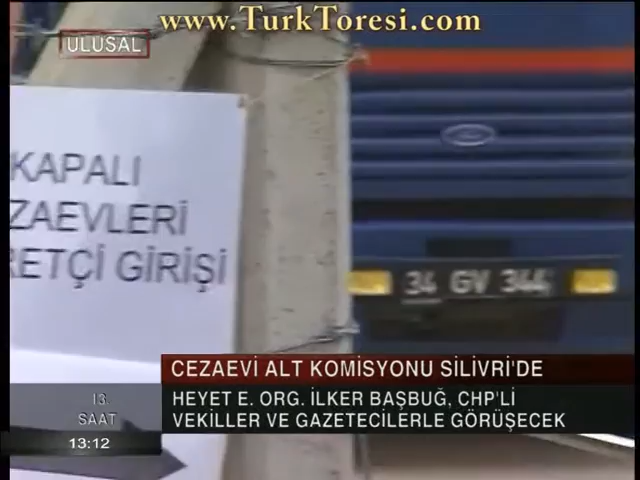 www.TurkToresi.com
ULUSAL
KAPALI
ZAEVLERİ
RETÇİ GİRİŞİ
Ford
34 GV 344
CEZAEVİ ALT KOMİSYONU SİLİVRİ'DE
HEYET E. ORG. İLKER BAŞBUĞ, CHP'Lİ
VEKİLLER VE GAZETECİLERLE GÖRÜŞECEK
13.
SAAT
13:12